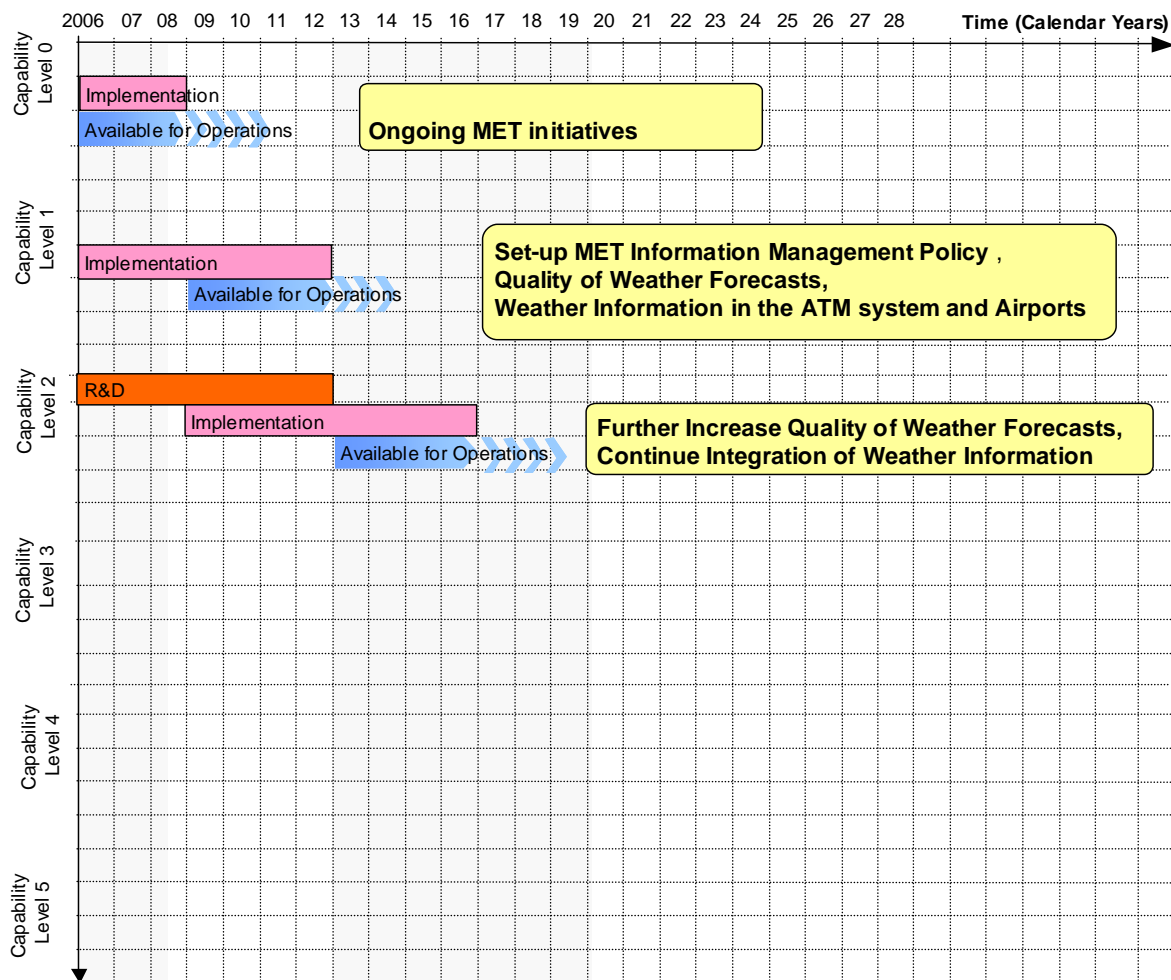 2006 07 08 09 10 11 12 13 14 15 16 17 18 19 20 21 22 23 24 25 26 27 28 Time (Calendar Years)
Capability
Level 0
Implementation
Available for Operations
Ongoing MET initiatives
Capability
Level 1
Implementation
Available for Operations
Set-up MET Information Management Policy ,
Quality of Weather Forecasts,
Weather Information in the ATM system and Airports
Capability
Level 2
R&D
Implementation
Available for Operations
Further Increase Quality of Weather Forecasts,
Continue Integration of Weather Information
Capability
Level 3
Capability
Level 4
Capability
Level 5